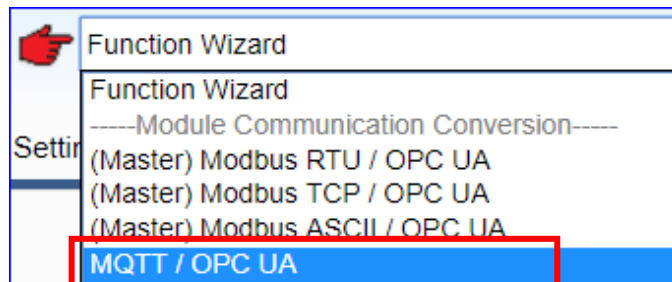 Function Wizard
Function Wizard
-----Module Communication Conversion-----
Settin
(Master) Modbus RTU / OPC UA
(Master) Modbus TCP / OPC UA
(Master) Modbus ASCII / OPC UA
MQTT / OPC UA